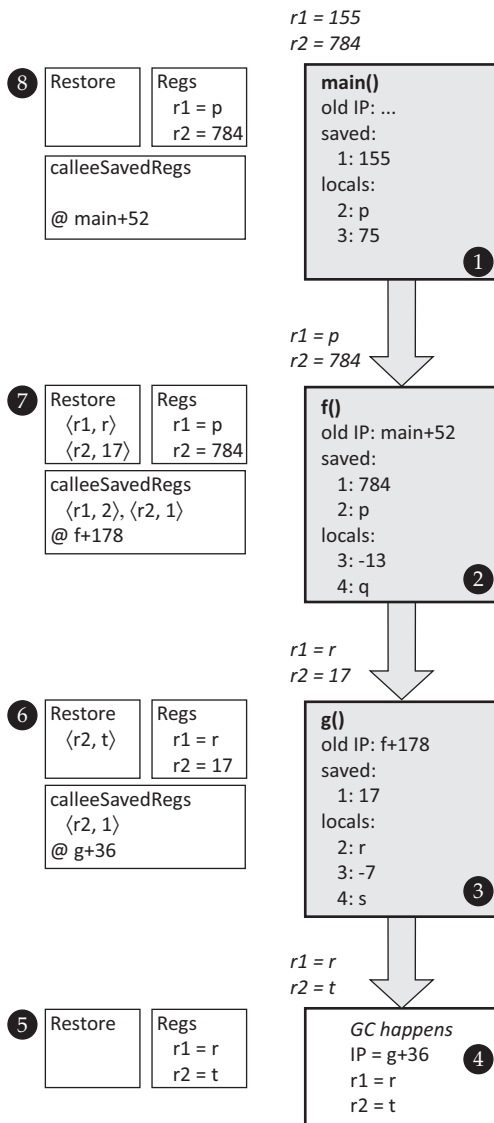 r1 = 155
r2 = 784
8
Restore
Regs
r1 = p
r2 = 784
calleeSavedRegs
@ main+52
main()
old IP: ...
saved:
1: 155
locals:
2: p
3: 75
1
r1 = p
r2 = 784
7
Restore
⟨r1, r⟩
⟨r2, 17⟩
Regs
r1 = p
r2 = 784
calleeSavedRegs
⟨r1, 2⟩, ⟨r2, 1⟩
@ f+178
f()
old IP: main+52
saved:
1: 784
2: p
locals:
3: -13
4: q
2
r1 = r
r2 = 17
6
Restore
⟨r2, t⟩
Regs
r1 = r
r2 = 17
calleeSavedRegs
⟨r2, 1⟩
@ g+36
g()
old IP: f+178
saved:
1: 17
locals:
2: r
3: -7
4: s
3
r1 = r
r2 = t
5
Restore
Regs
r1 = r
r2 = t
GC happens
IP = g+36
r1 = r
r2 = t
4